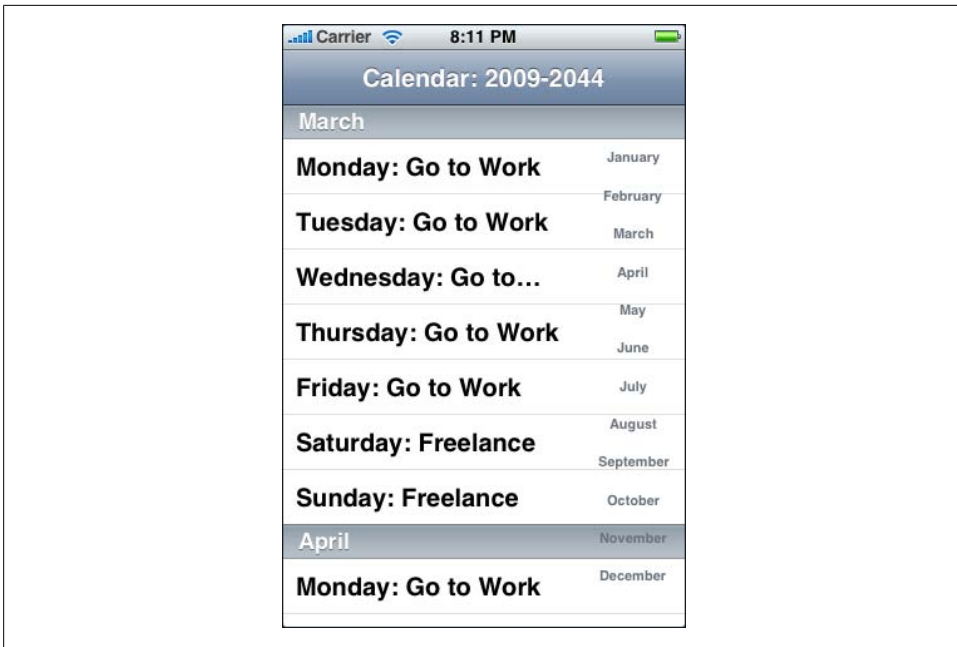 Carrier 8:11 PM
Calendar: 2009-2044
March
Monday: Go to Work
January
February
Tuesday: Go to Work
March
Wednesday: Go to…
April
May
Thursday: Go to Work
June
Friday: Go to Work
July
August
Saturday: Freelance
September
Sunday: Freelance
October
April
November
December
Monday: Go to Work